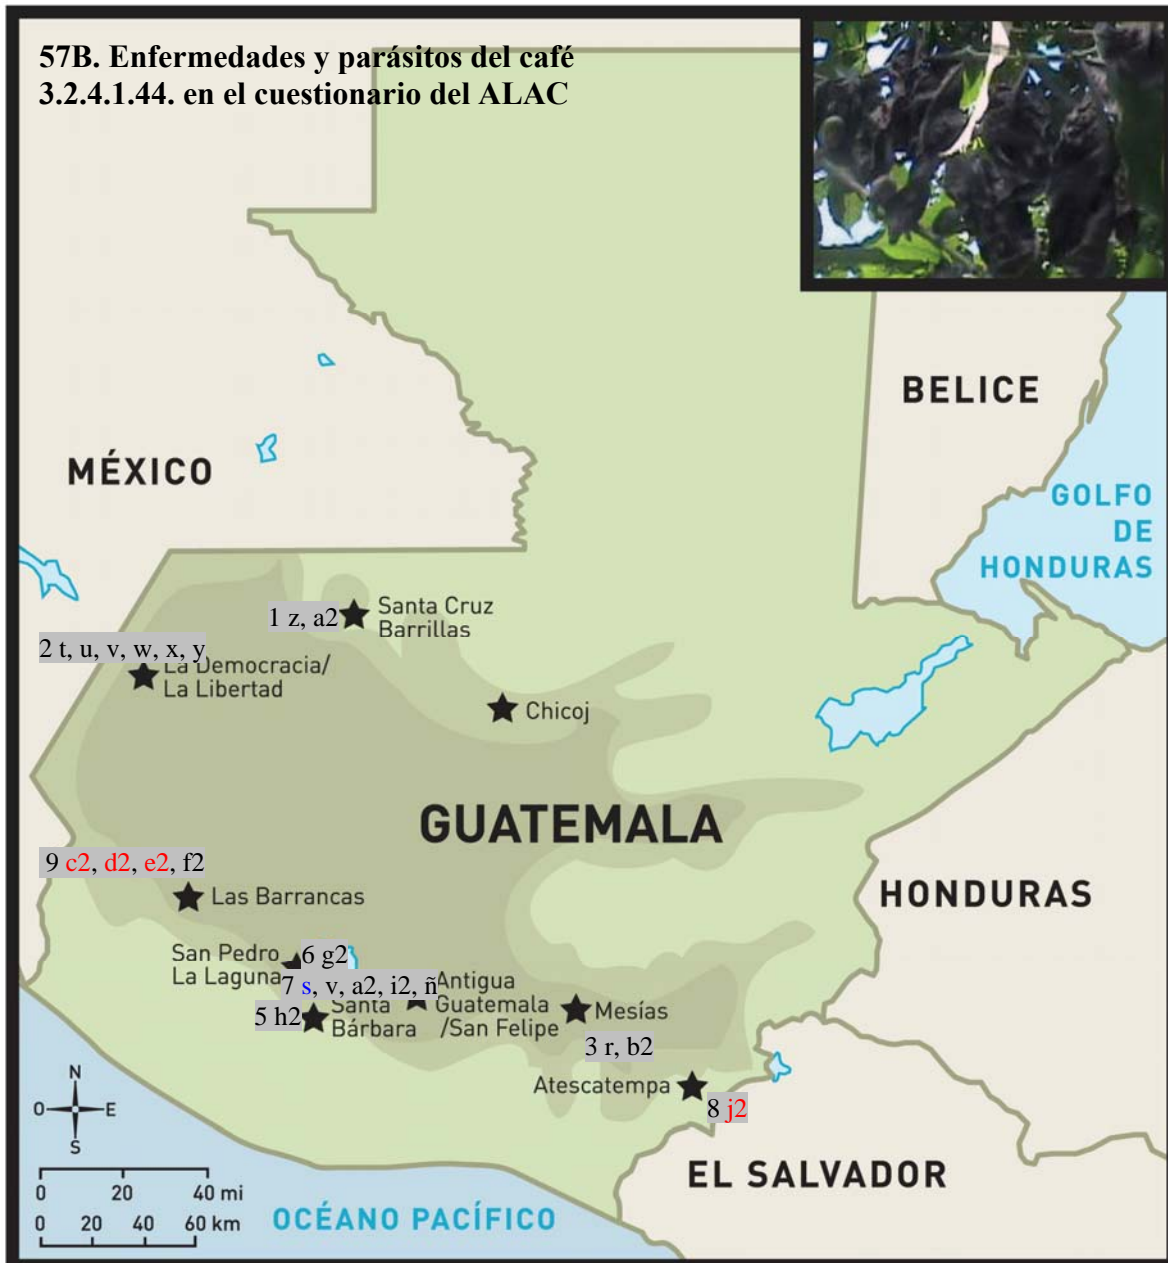 57B. Enfermedades y parásitos del café
3.2.4.1.44. en el cuestionario del ALAC
BELICE
MÉXICO
GOLFO
DE
HONDURAS
1 z, a2
Santa Cruz
Barrillas
2 t, u, v, w, x, y
La Democracia/
La Libertad
Chicoj
GUATEMALA
9 c2, d2, e2, f2
Las Barrancas
HONDURAS
San Pedro
La Laguna
6 g2
7 s, v, a2, i2, ñ
Antigua
Guatemala
/San Felipe
5 h2
Santa
Bárbara
Mesías
3 r, b2
Atescatempa
8 j2
N
O
E
S
EL SALVADOR
0 20 40 mi
0 20 40 60 km
OCÉANO PACÍFICO